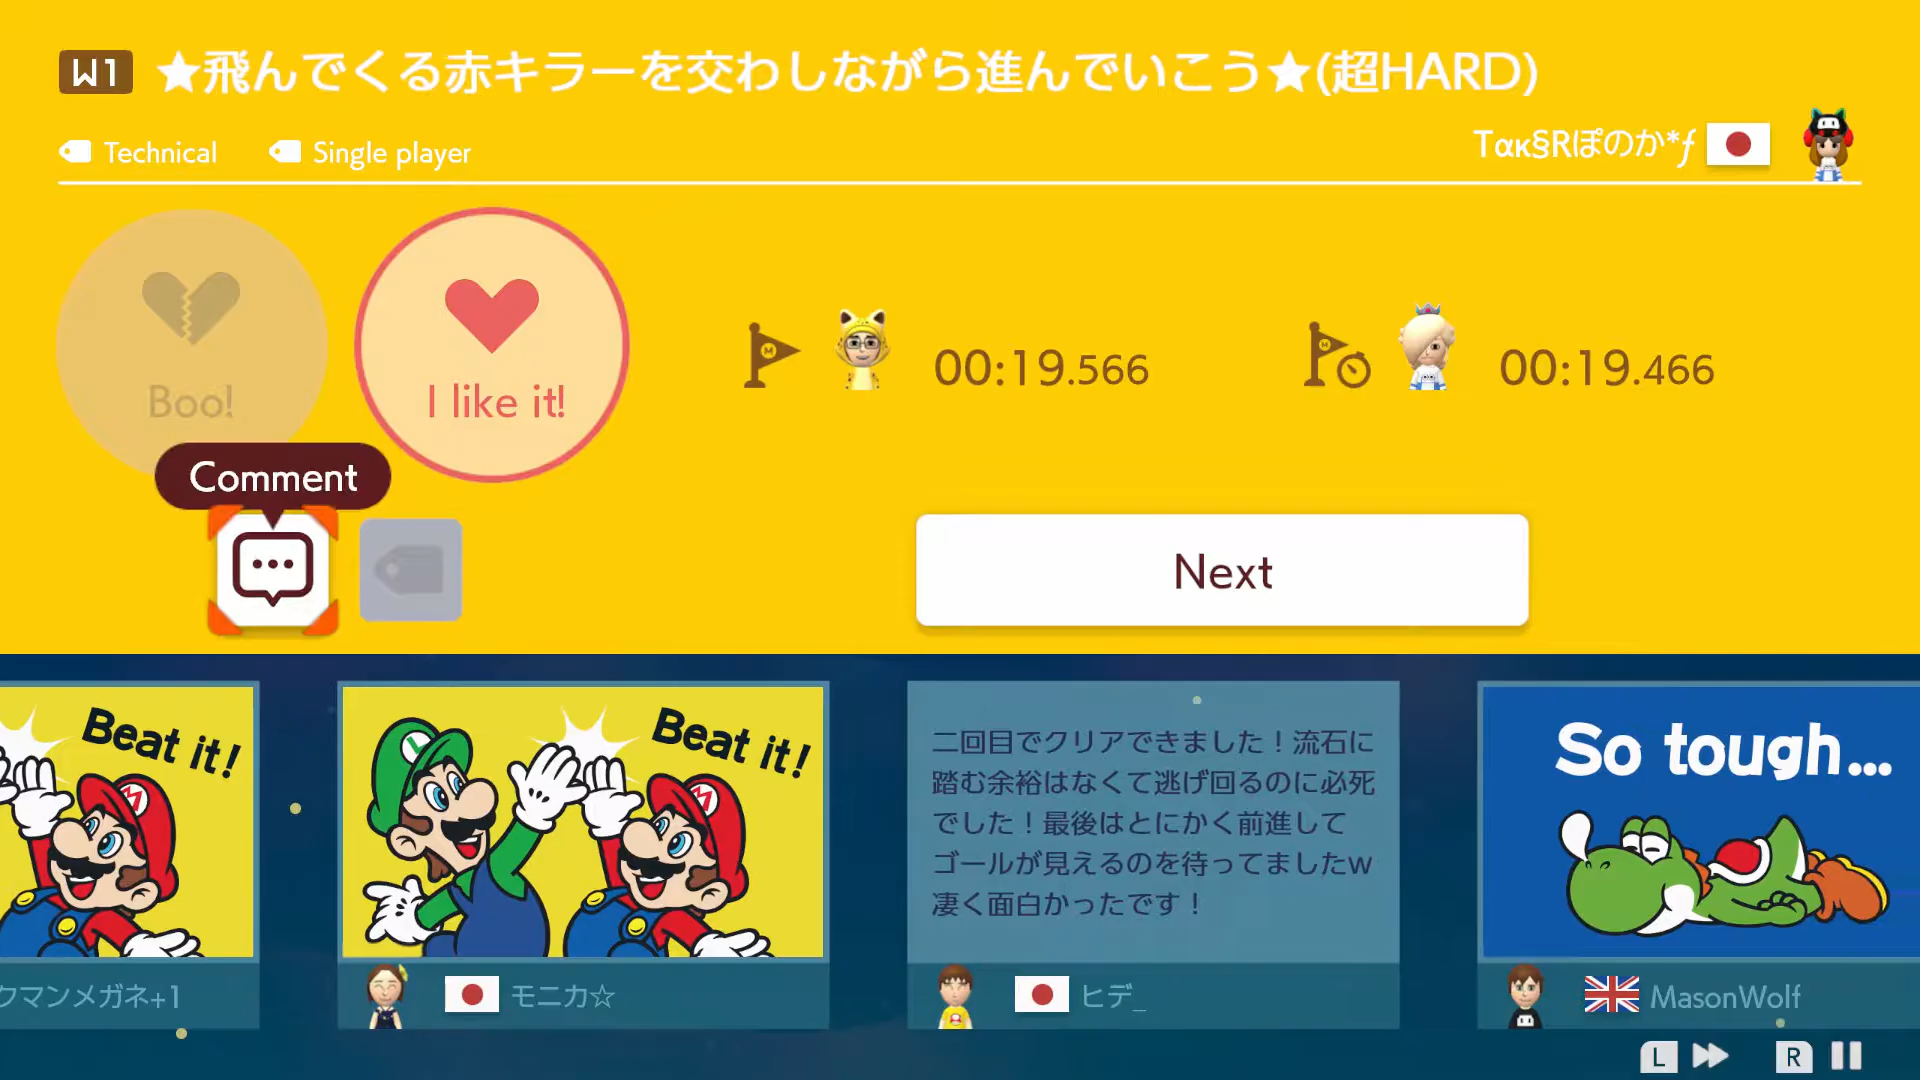 W1 ★飛んでくる赤キラーを交わしながら進んでいこう★(超HARD)
Technical Single player
Tακ§Rぽのか*ƒ
Boo!
I like it!
00:19.566
00:19.466
Comment
Next
Beat it!
Beat it!
二回目でクリアできました！流石に
踏む余裕はなくて逃げ回るのに必死
でした！最後はとにかく前進して
ゴールが見えるのを待ってましたw
凄く面白かったです！
So tough...
クマンメガネ+1
モニカ☆
ヒデ_
MasonWolf
L R